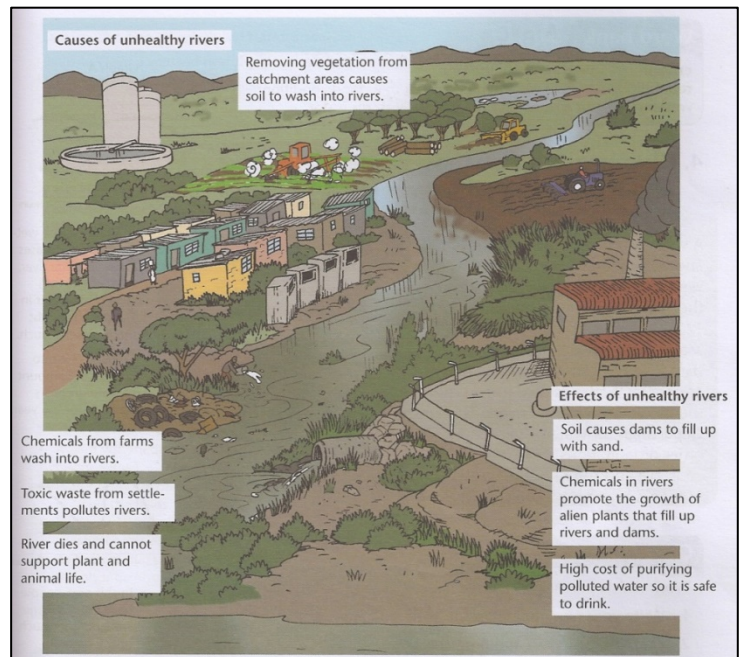 Causes of unhealthy rivers
Removing vegetation from
catchment areas causes
soil to wash into rivers.
Chemicals from farms
wash into rivers.
Toxic waste from settle-
ments pollutes rivers.
River dies and cannot
support plant and
animal life.
Effects of unhealthy rivers
Soil causes dams to fill up
with sand.
Chemicals in rivers
promote the growth of
alien plants that fill up
rivers and dams.
High cost of purifying
polluted water so it is safe
to drink.